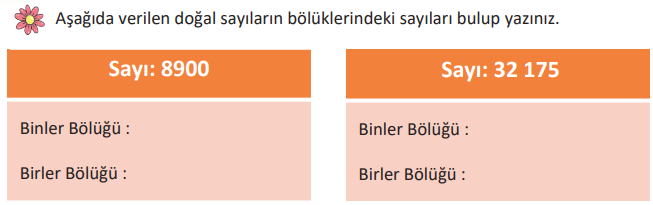 Aşağıda verilen doğal sayıların bölüklerindeki sayıları bulup yazınız.
Sayı: 8900
Binler Bölüğü :
Birler Bölüğü :
Sayı: 32 175
Binler Bölüğü :
Birler Bölüğü :